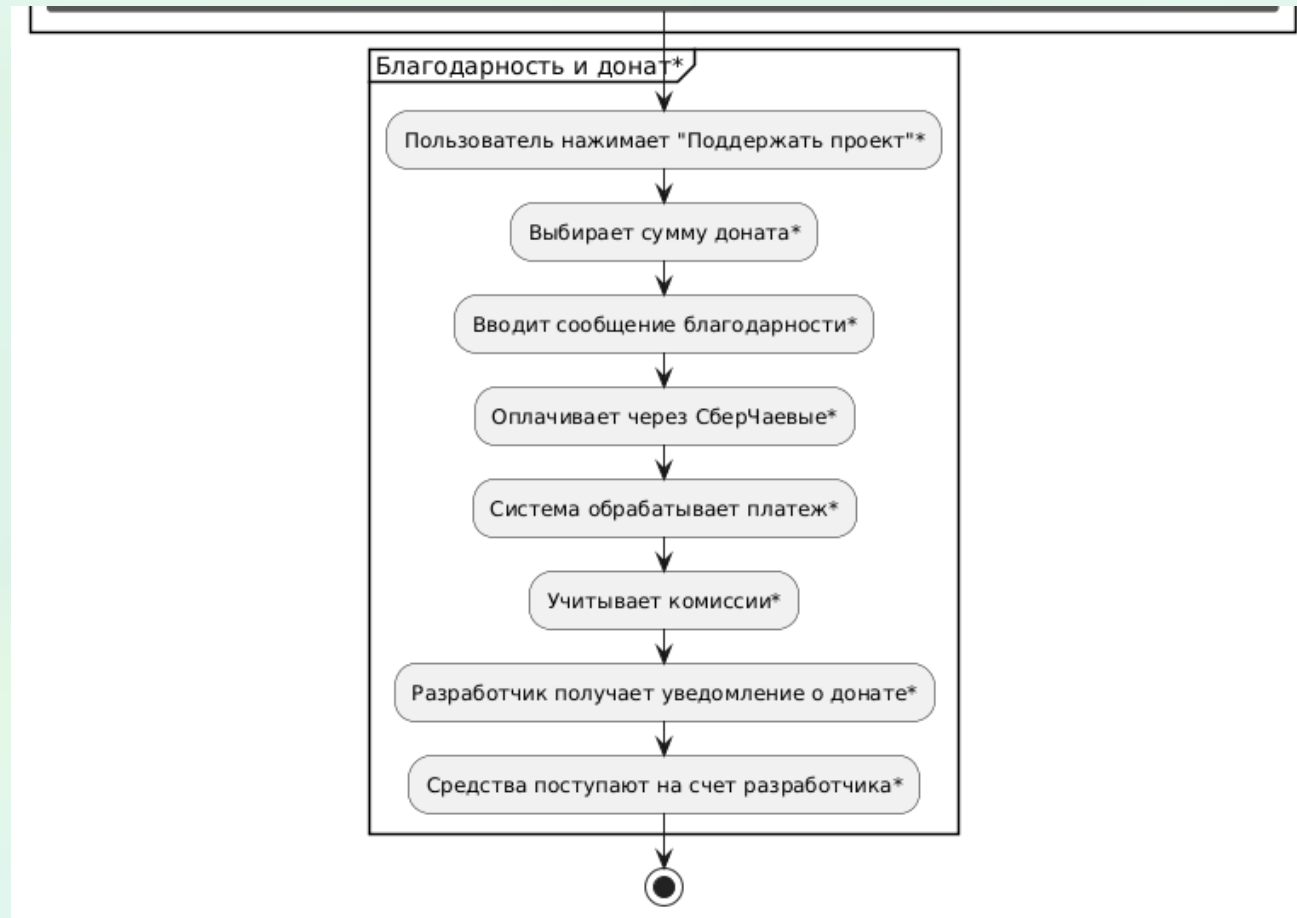 Благодарность и донат*
Пользователь нажимает "Поддержать проект"*
Выбирает сумму доната*
Вводит сообщение благодарности*
Оплачивает через СберЧаевые*
Система обрабатывает платеж*
Учитывает комиссии*
Разработчик получает уведомление о донате*
Средства поступают на счет разработчика*